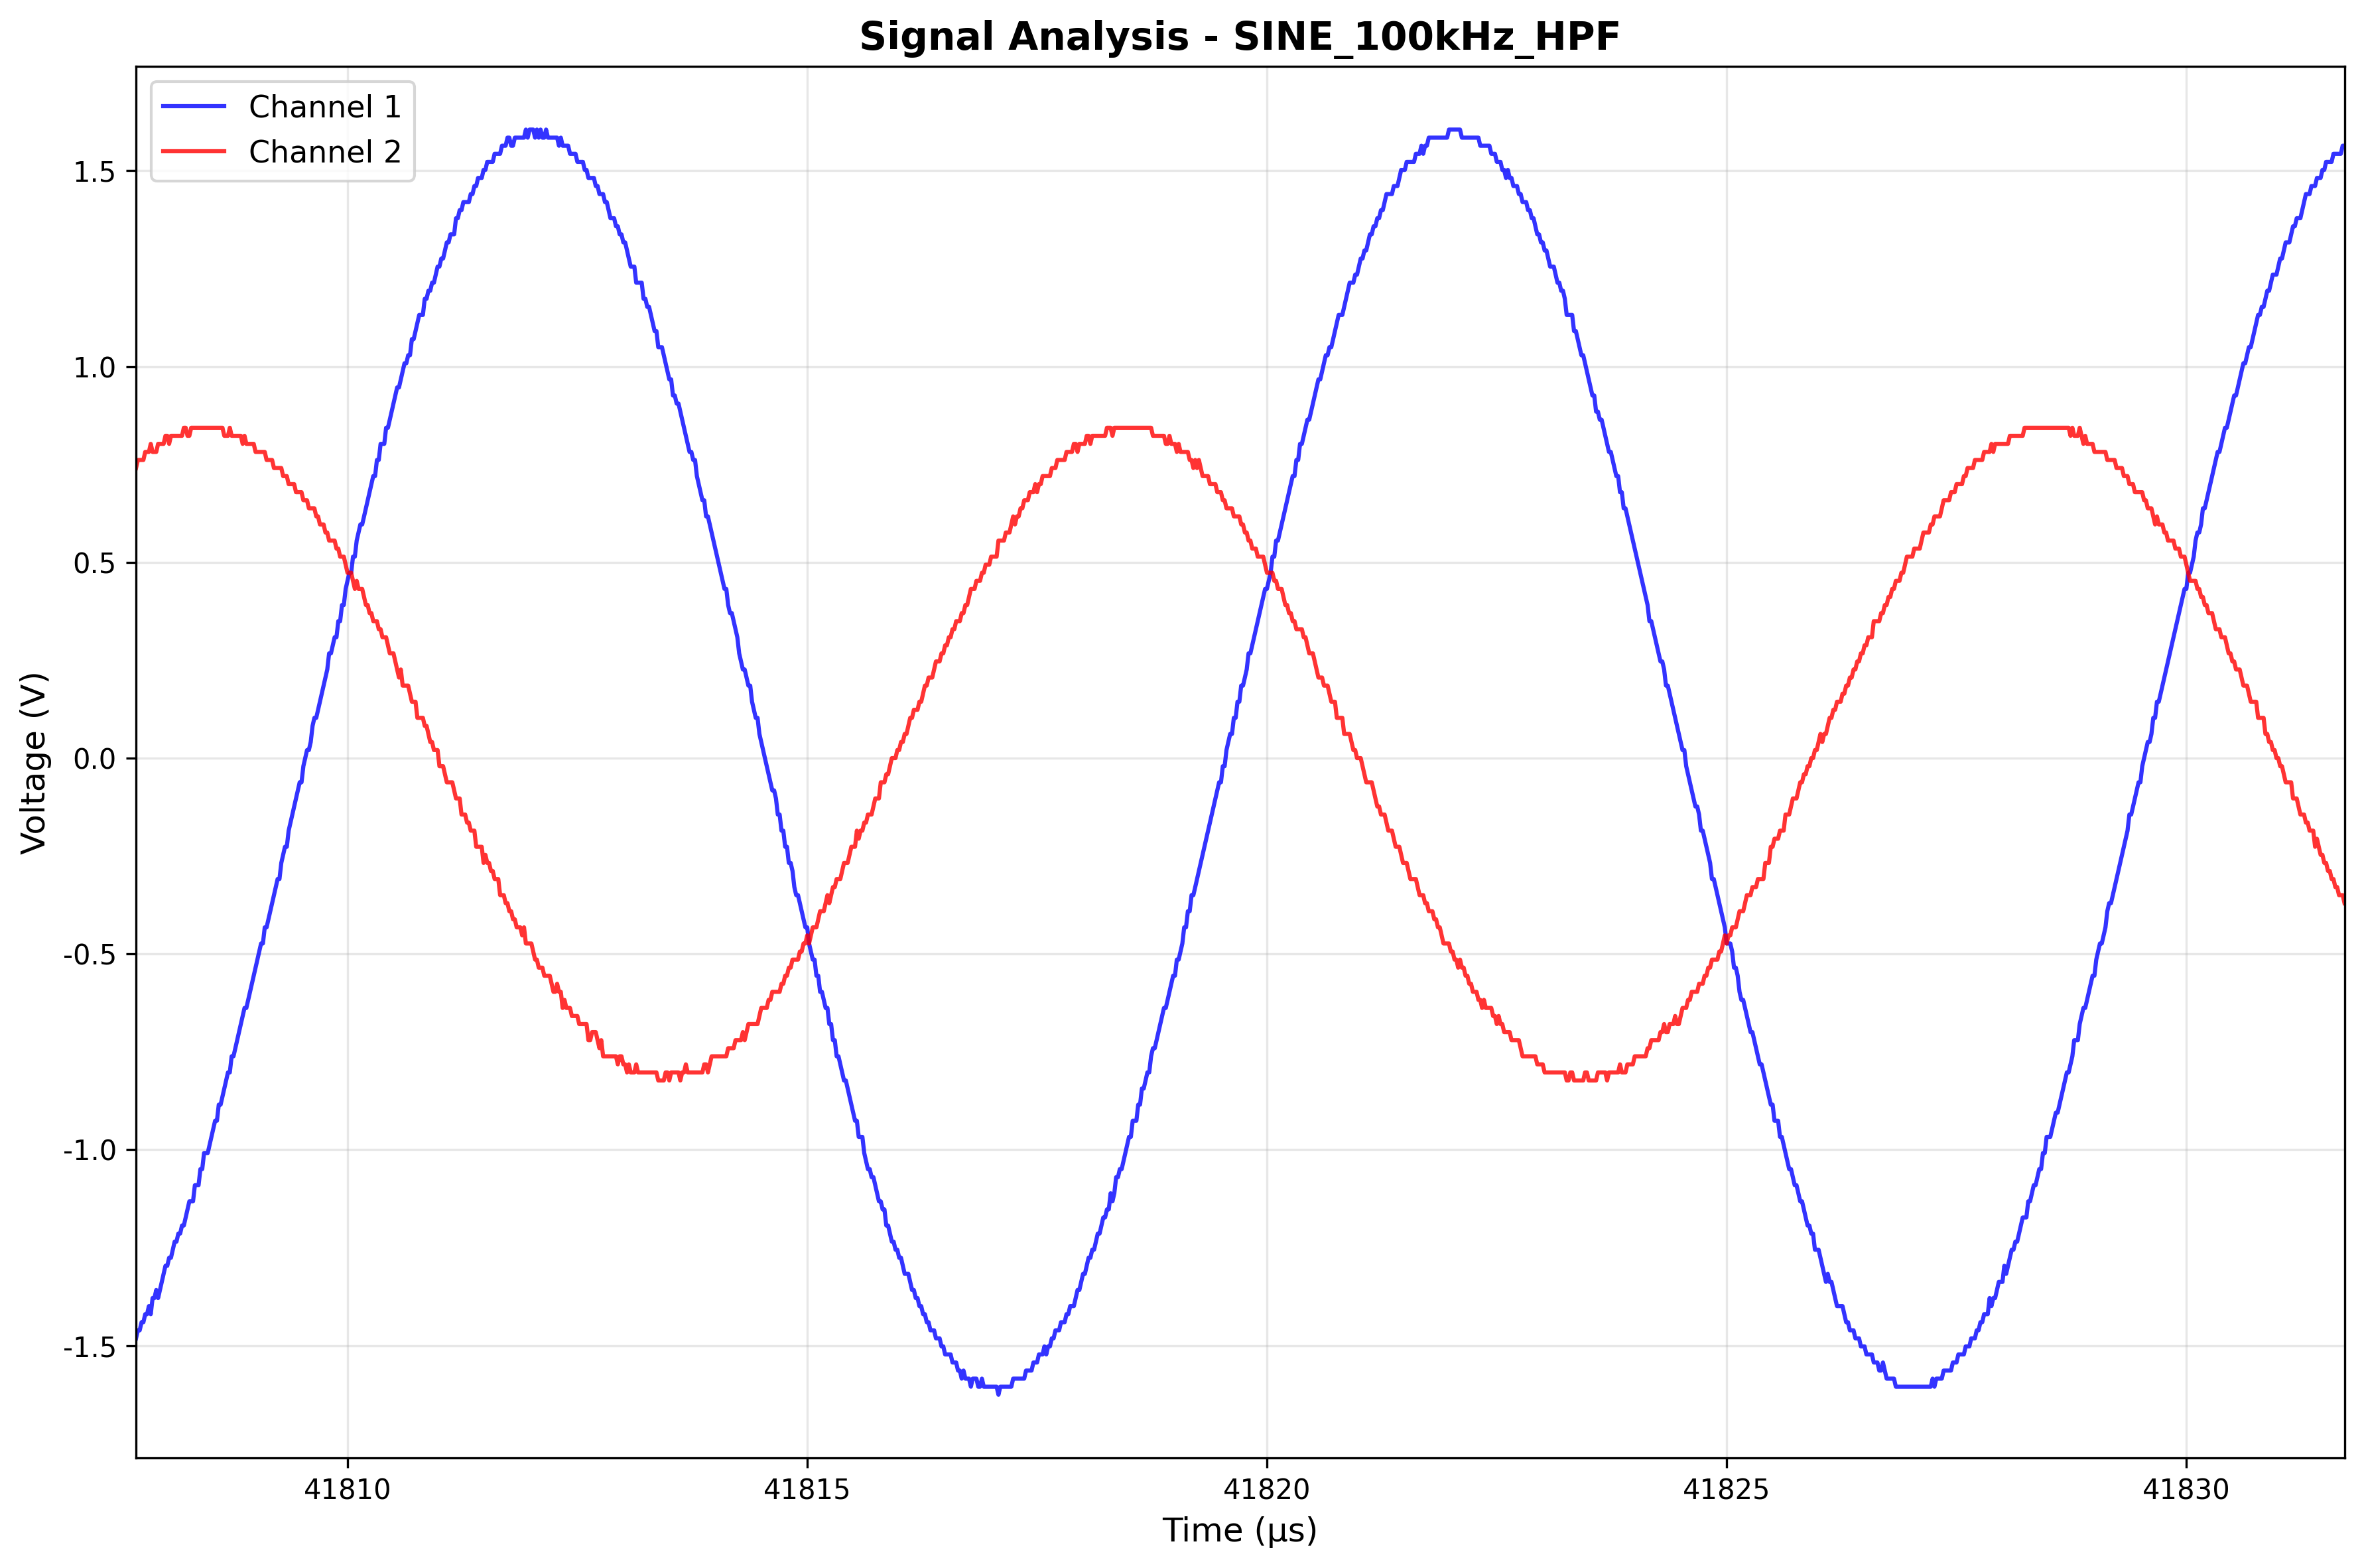 Signal Analysis - SINE_100kHz_HPF
Channel 1
Channel 2
Voltage (V)
1.5
1.0
0.5
0.0
-0.5
-1.0
-1.5
41810
41815
41820
41825
41830
Time (µs)